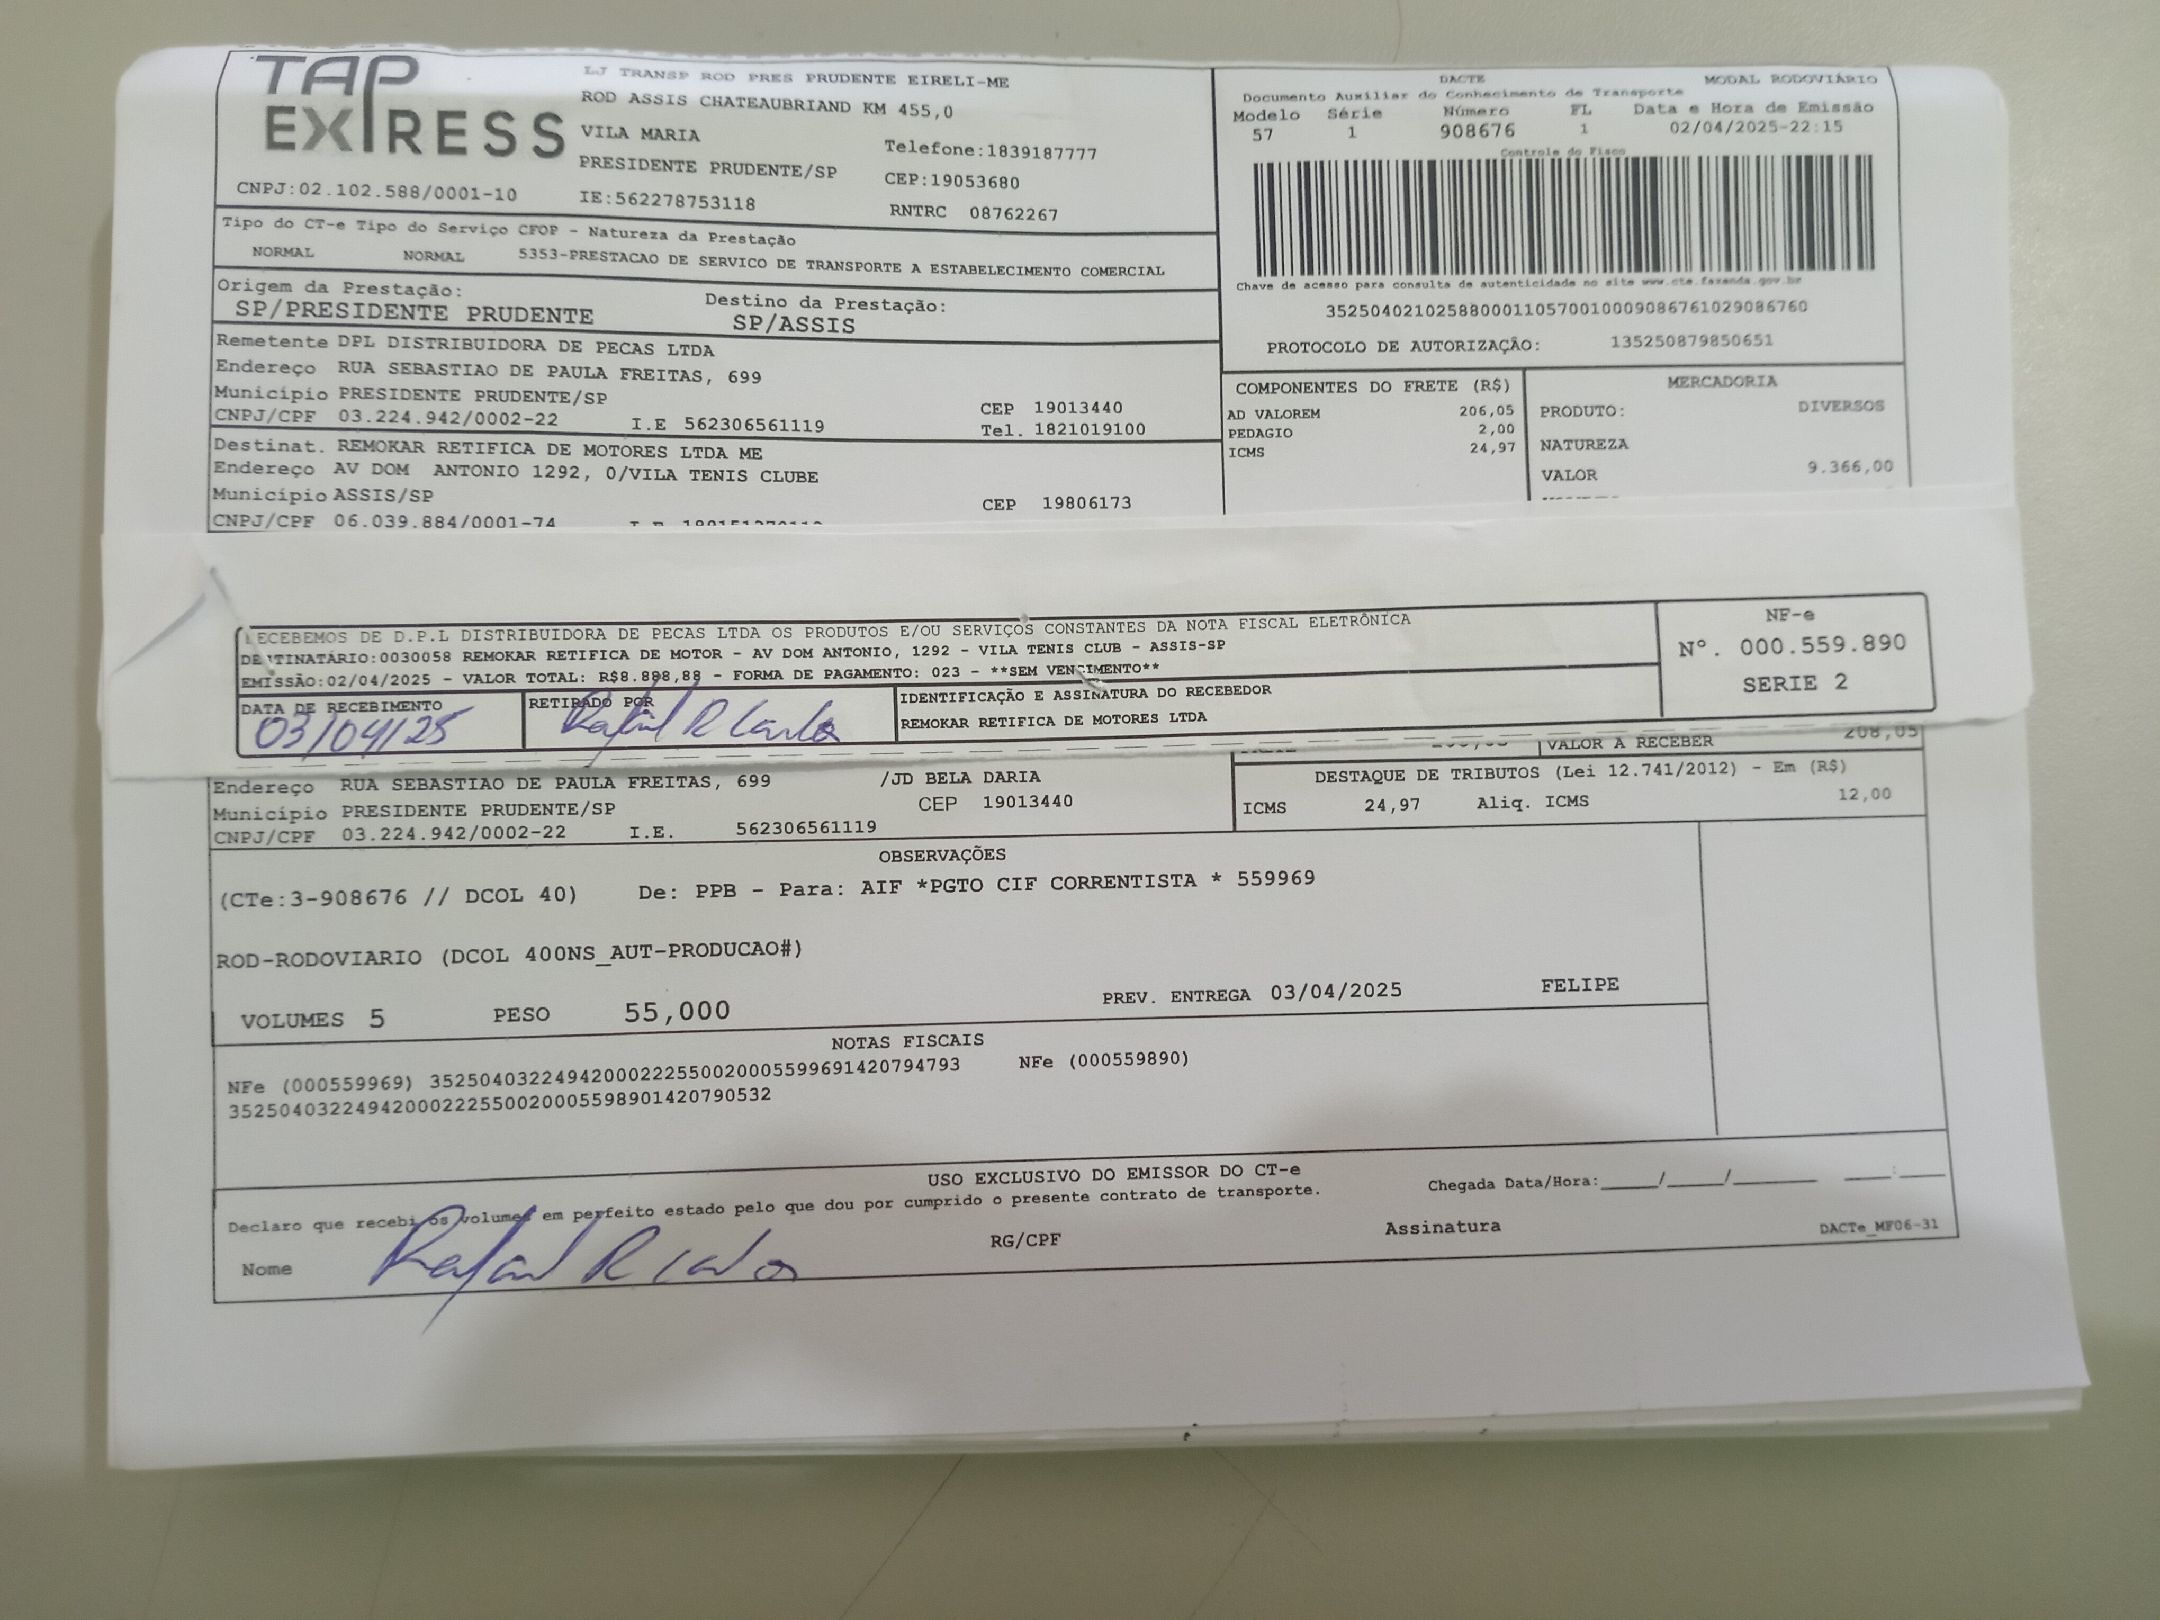 TAP EXPRESS
LJ TRANSP ROD PRES PRUDENTE EIRELI-ME
ROD ASSIS CHATEAUBRIAND KM 455,0
VILA MARIA
Telefone:1839187777
PRESIDENTE PRUDENTE/SP
CEP:19053680
CNPJ:02.102.588/0001-10 IE:562278753118
RNTRC 08762267
Tipo do CT-e Tipo do Serviço CFOP - Natureza da Prestação
NORMAL NORMAL 5353-PRESTACAO DE SERVICO DE TRANSPORTE A ESTABELECIMENTO COMERCIAL
Origem da Prestação: Destino da Prestação:
SP/PRESIDENTE PRUDENTE SP/ASSIS
Remetente DPL DISTRIBUIDORA DE PECAS LTDA
Endereço RUA SEBASTIAO DE PAULA FREITAS, 699
Município PRESIDENTE PRUDENTE/SP CEP 19013440
CNPJ/CPF 03.224.942/0002-22 I.E 562306561119 Tel. 1821019100
Destinat. REMOKAR RETIFICA DE MOTORES LTDA ME
Endereço AV DOM ANTONIO 1292, 0/VILA TENIS CLUBE
Município ASSIS/SP CEP 19806173
CNPJ/CPF 06.039.884/0001-74
DACTE MODAL RODOVIÁRIO
Documento Auxiliar do Conhecimento de Transporte
Modelo Série Número FL Data e Hora de Emissão
57 1 908676 1 02/04/2025-22:15
Controle do Fisco
Chave de acesso para consulta de autenticidade no site www.cte.fazenda.gov.br
35250402102588000110570010009086761029086760
PROTOCOLO DE AUTORIZAÇÃO: 135250879850651
COMPONENTES DO FRETE (R$)
AD VALOREM 206,05
PEDAGIO 2,00
ICMS 24,97
MERCADORIA
PRODUTO: DIVERSOS
NATUREZA
VALOR 9.366,00
RECEBEMOS DE D.P.L DISTRIBUIDORA DE PECAS LTDA OS PRODUTOS E/OU SERVIÇOS CONSTANTES DA NOTA FISCAL ELETRÔNICA
DESTINATÁRIO:0030058 REMOKAR RETIFICA DE MOTOR - AV DOM ANTONIO, 1292 - VILA TENIS CLUB - ASSIS-SP
EMISSÃO:02/04/2025 - VALOR TOTAL: R$8.888,88 - FORMA DE PAGAMENTO: 023 - **SEM VENCIMENTO**
DATA DE RECEBIMENTO
03/04/25
RETIRADO POR
Rafael R Carlos
IDENTIFICAÇÃO E ASSINATURA DO RECEBEDOR
REMOKAR RETIFICA DE MOTORES LTDA
NF-e
Nº. 000.559.890
SERIE 2
VALOR A RECEBER 208,05
Endereço RUA SEBASTIAO DE PAULA FREITAS, 699 /JD BELA DARIA
Município PRESIDENTE PRUDENTE/SP CEP 19013440
CNPJ/CPF 03.224.942/0002-22 I.E. 562306561119
DESTAQUE DE TRIBUTOS (Lei 12.741/2012) - Em (R$)
ICMS 24,97 Aliq. ICMS 12,00
OBSERVAÇÕES
(CTe:3-908676 // DCOL 40) De: PPB - Para: AIF *PGTO CIF CORRENTISTA * 559969
ROD-RODOVIARIO (DCOL 400NS_AUT-PRODUCAO#)
VOLUMES 5 PESO 55,000 PREV. ENTREGA 03/04/2025 FELIPE
NOTAS FISCAIS
NFe (000559969) 35250403224942000222550020005599691420794793 NFe (000559890)
35250403224942000222550020005598901420790532
USO EXCLUSIVO DO EMISSOR DO CT-e
Declaro que recebi os volumes em perfeito estado pelo que dou por cumprido o presente contrato de transporte.
Chegada Data/Hora:_____/_____/_______ ____:____
Nome Rafael R Carlos RG/CPF Assinatura DACTe_MF06-31